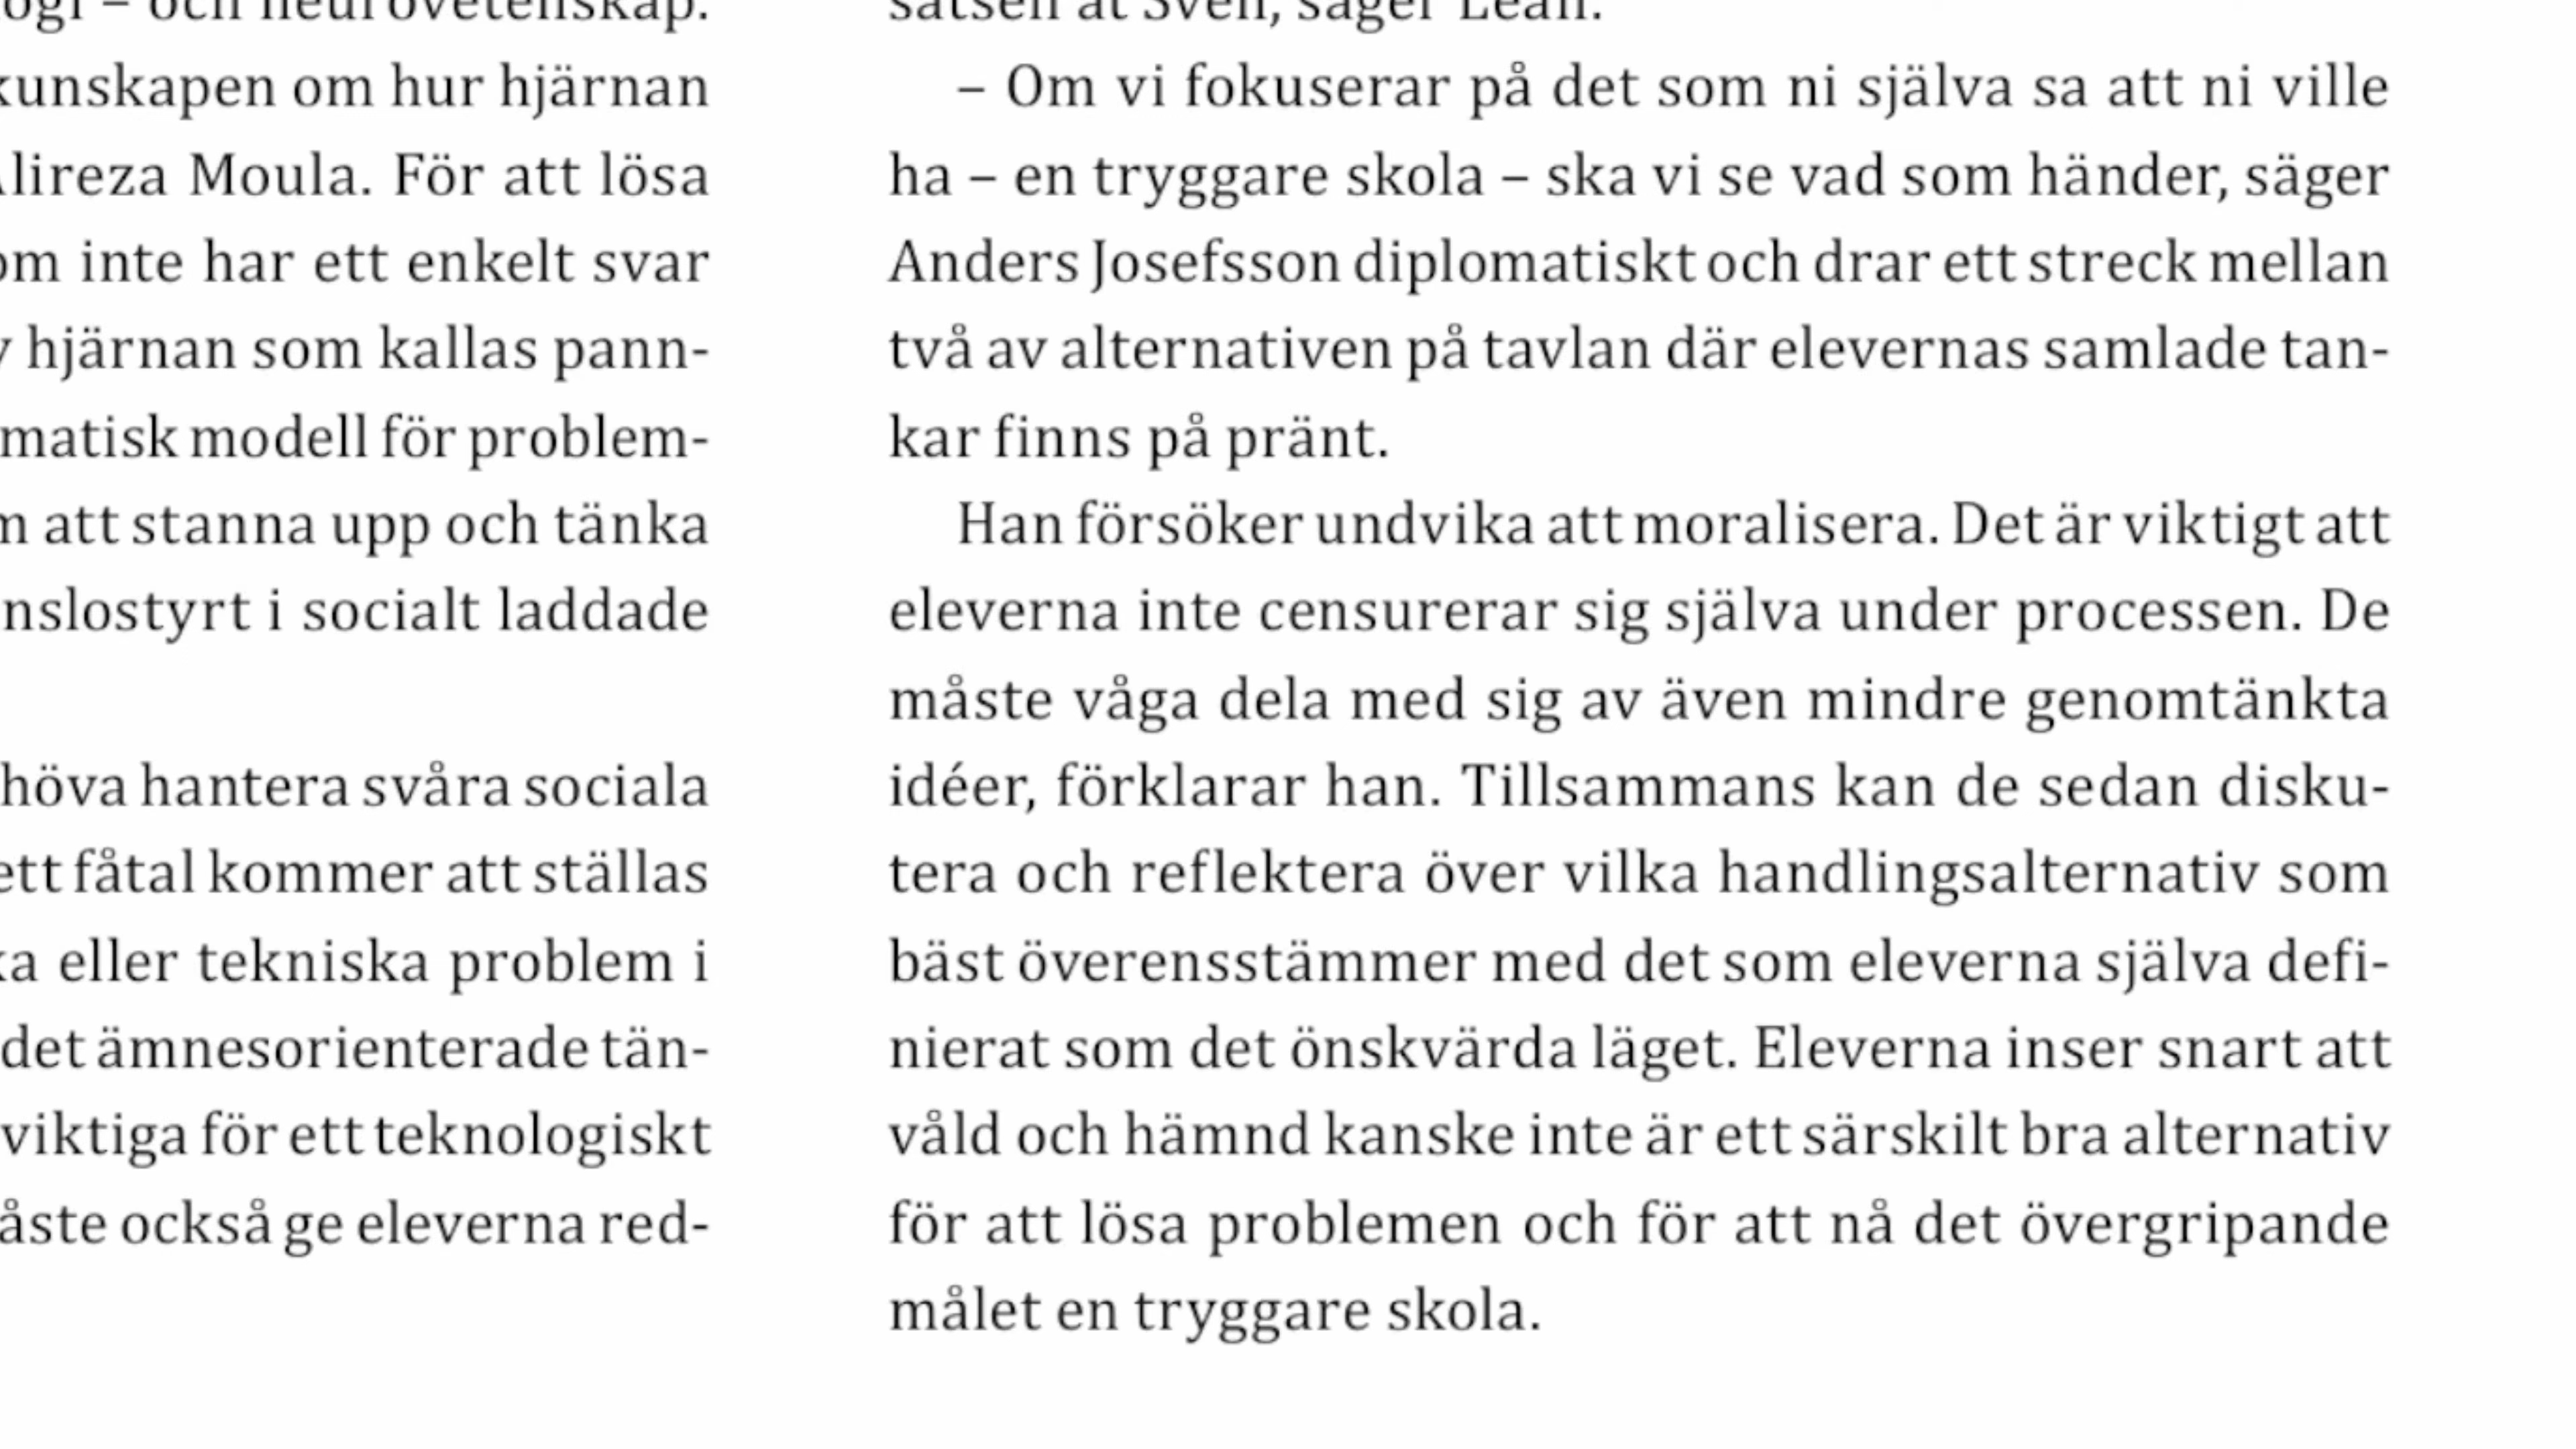 och neurovetenskap.
kunskapen om hur hjärnan
Alireza Moula. För att lösa
om inte har ett enkelt svar
hjärnan som kallas pann-
matisk modell för problem-
att stanna upp och tänka
nslostyrt i socialt laddade
höva hantera svåra sociala
ett fåtal kommer att ställas
ka eller tekniska problem i
det ämnesorienterade tän-
viktiga för ett teknologiskt
åste också ge eleverna red-
satsen åt Sven, säger Leah.
– Om vi fokuserar på det som ni själva sa att ni ville
ha – en tryggare skola – ska vi se vad som händer, säger
Anders Josefsson diplomatiskt och drar ett streck mellan
två av alternativen på tavlan där elevernas samlade tan-
kar finns på pränt.
Han försöker undvika att moralisera. Det är viktigt att
eleverna inte censurerar sig själva under processen. De
måste våga dela med sig av även mindre genomtänkta
idéer, förklarar han. Tillsammans kan de sedan disku-
tera och reflektera över vilka handlingsalternativ som
bäst överensstämmer med det som eleverna själva defi-
nierat som det önskvärda läget. Eleverna inser snart att
våld och hämnd kanske inte är ett särskilt bra alternativ
för att lösa problemen och för att nå det övergripande
målet en tryggare skola.